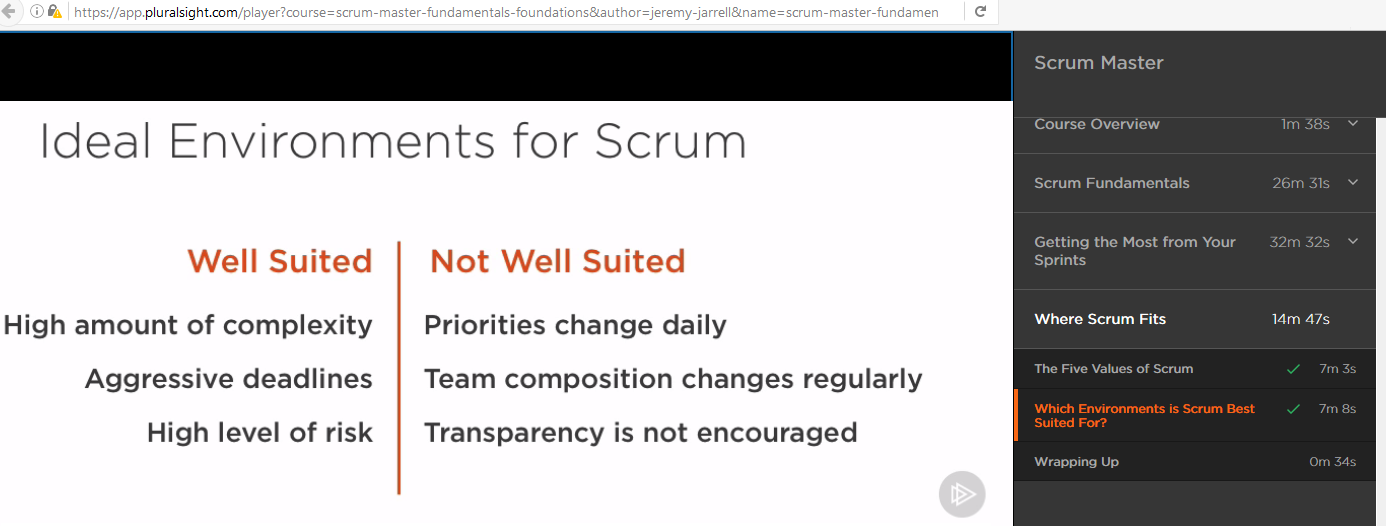 https://app.pluralsight.com/player?course=scrum-master-fundamentals-foundations&author=jeremy-jarrell&name=scrum-master-fundamen
Ideal Environments for Scrum
Well Suited
High amount of complexity
Aggressive deadlines
High level of risk
Not Well Suited
Priorities change daily
Team composition changes regularly
Transparency is not encouraged
Scrum Master
Course Overview 1m 38s
Scrum Fundamentals 26m 31s
Getting the Most from Your 32m 32s
Sprints
Where Scrum Fits 14m 47s
The Five Values of Scrum 7m 3s
Which Environments is Scrum Best 7m 8s
Suited For?
Wrapping Up 0m 34s